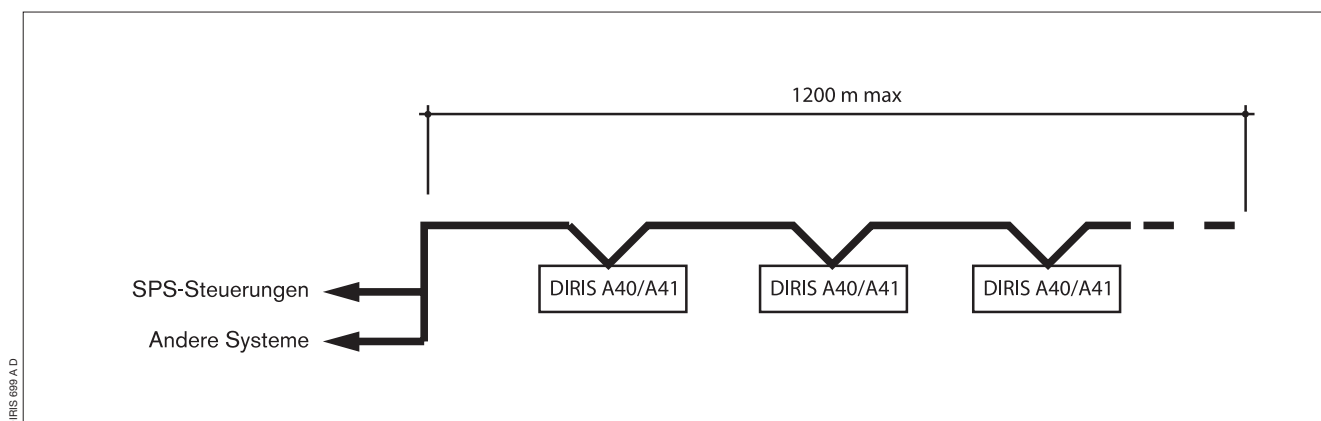 1200 m max
DIRIS A40/A41
DIRIS A40/A41
DIRIS A40/A41
SPS-Steuerungen
Andere Systeme
IRIS 699 A D